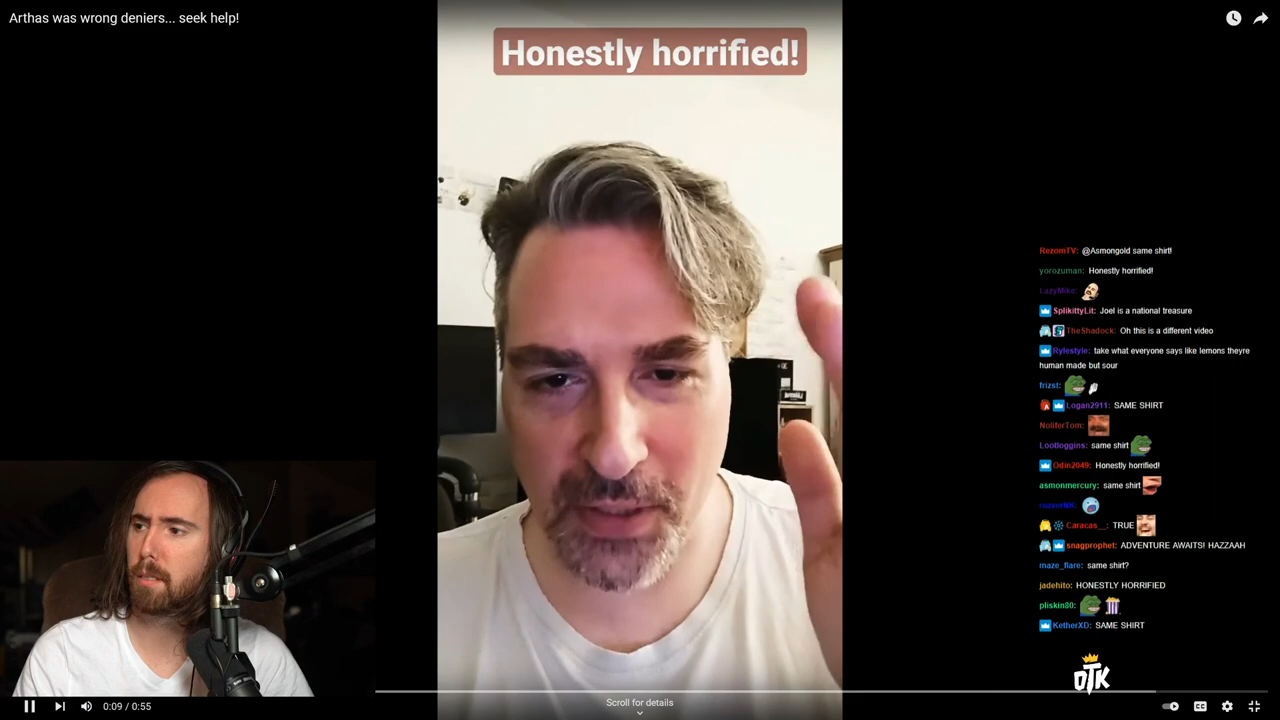 Arthas was wrong deniers... seek help!
Honestly horrified!
RezomTV: @Asmongold same shirt!
yorozuman: Honestly horrified!
LazyMike:
SplikittyLit: Joel is a national treasure
TheShadock: Oh this is a different video
Rylestyle: take what everyone says like lemons theyre
human made but sour
frizst:
Logan2911: SAME SHIRT
NoliferTom:
Lootloggins: same shirt
Odin2049: Honestly horrified!
asmonmercury: same shirt
Caracas__: TRUE
snagprophet: ADVENTURE AWAITS! HAZZAAH
maze_flare: same shirt?
jadehito: HONESTLY HORRIFIED
pliskin80:
KetherXD: SAME SHIRT
OTK
0:09 / 0:55
Scroll for details